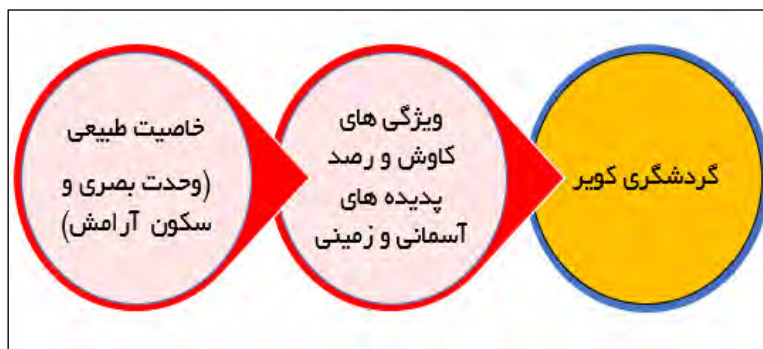 خاصیت طبیعی
(وحدت بصری و
سکون آرامش)
ویژگی های
کاوش و رصد
پدیده های
آسمانی و زمینی
گردشگری کویر